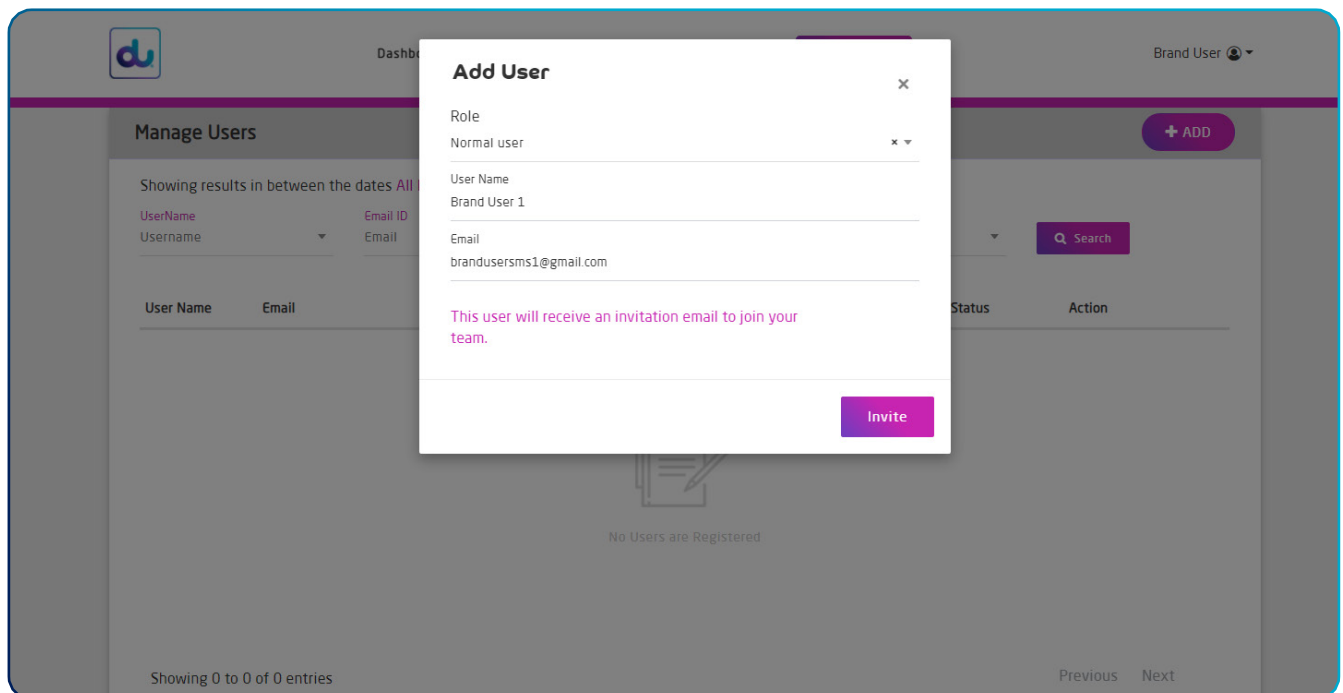 du
Dashbo
Brand User
Add User
×
Manage Users
+ ADD
Role
Normal user × 
Showing results in between the dates All
User Name
Brand User 1
UserName
Username
Email ID
Email
Search
Email
brandusersms1@gmail.com
User Name Email Status Action
This user will receive an invitation email to join your
team.
Invite
No Users are Registered
Showing 0 to 0 of 0 entries
Previous Next